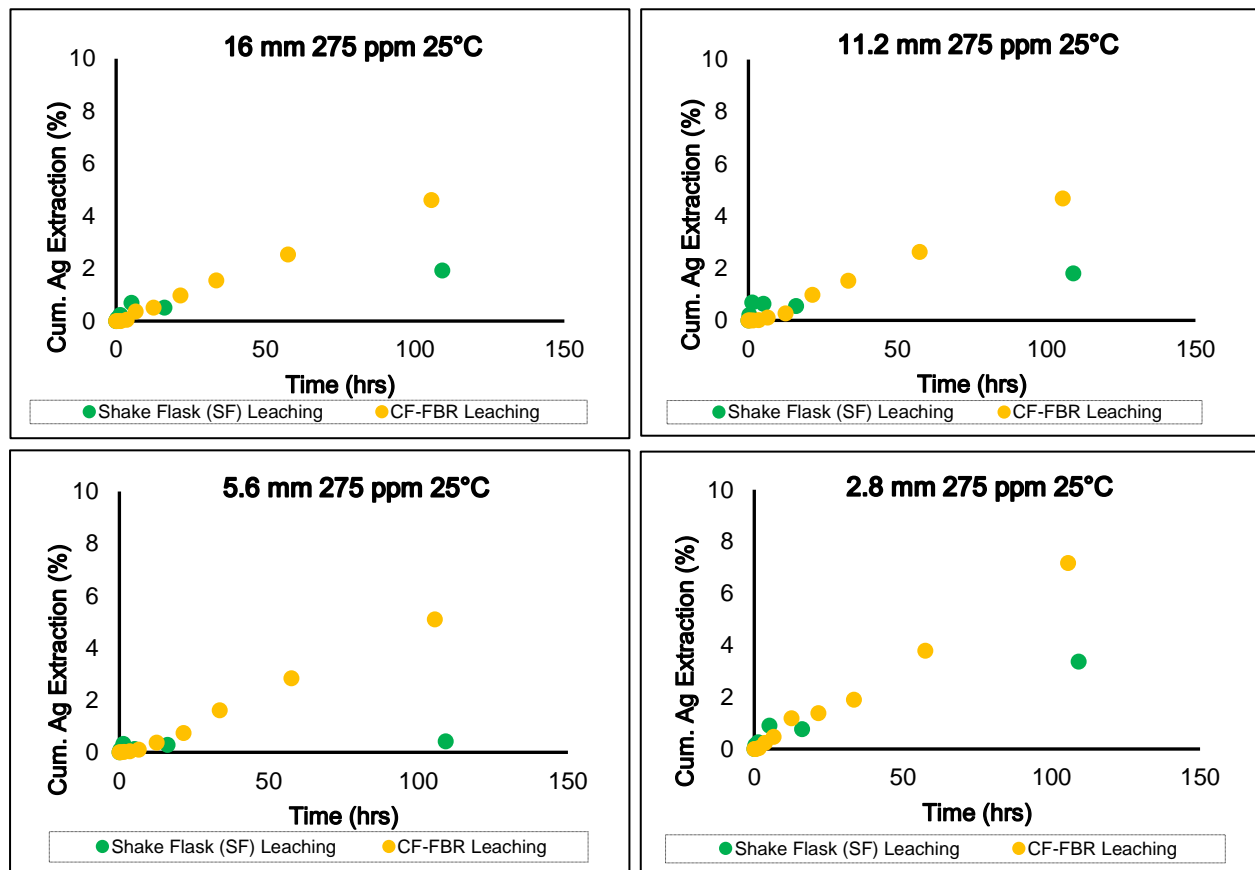 16 mm 275 ppm 25°C
Cum. Ag Extraction (%)
10
8
6
4
2
0
0 50 100 150
Time (hrs)
Shake Flask (SF) Leaching CF-FBR Leaching
11.2 mm 275 ppm 25°C
Cum. Ag Extraction (%)
10
8
6
4
2
0
0 50 100 150
Time (hrs)
Shake Flask (SF) Leaching CF-FBR Leaching
5.6 mm 275 ppm 25°C
Cum. Ag Extraction (%)
10
8
6
4
2
0
0 50 100 150
Time (hrs)
Shake Flask (SF) Leaching CF-FBR Leaching
2.8 mm 275 ppm 25°C
Cum. Ag Extraction (%)
10
8
6
4
2
0
0 50 100 150
Time (hrs)
Shake Flask (SF) Leaching CF-FBR Leaching